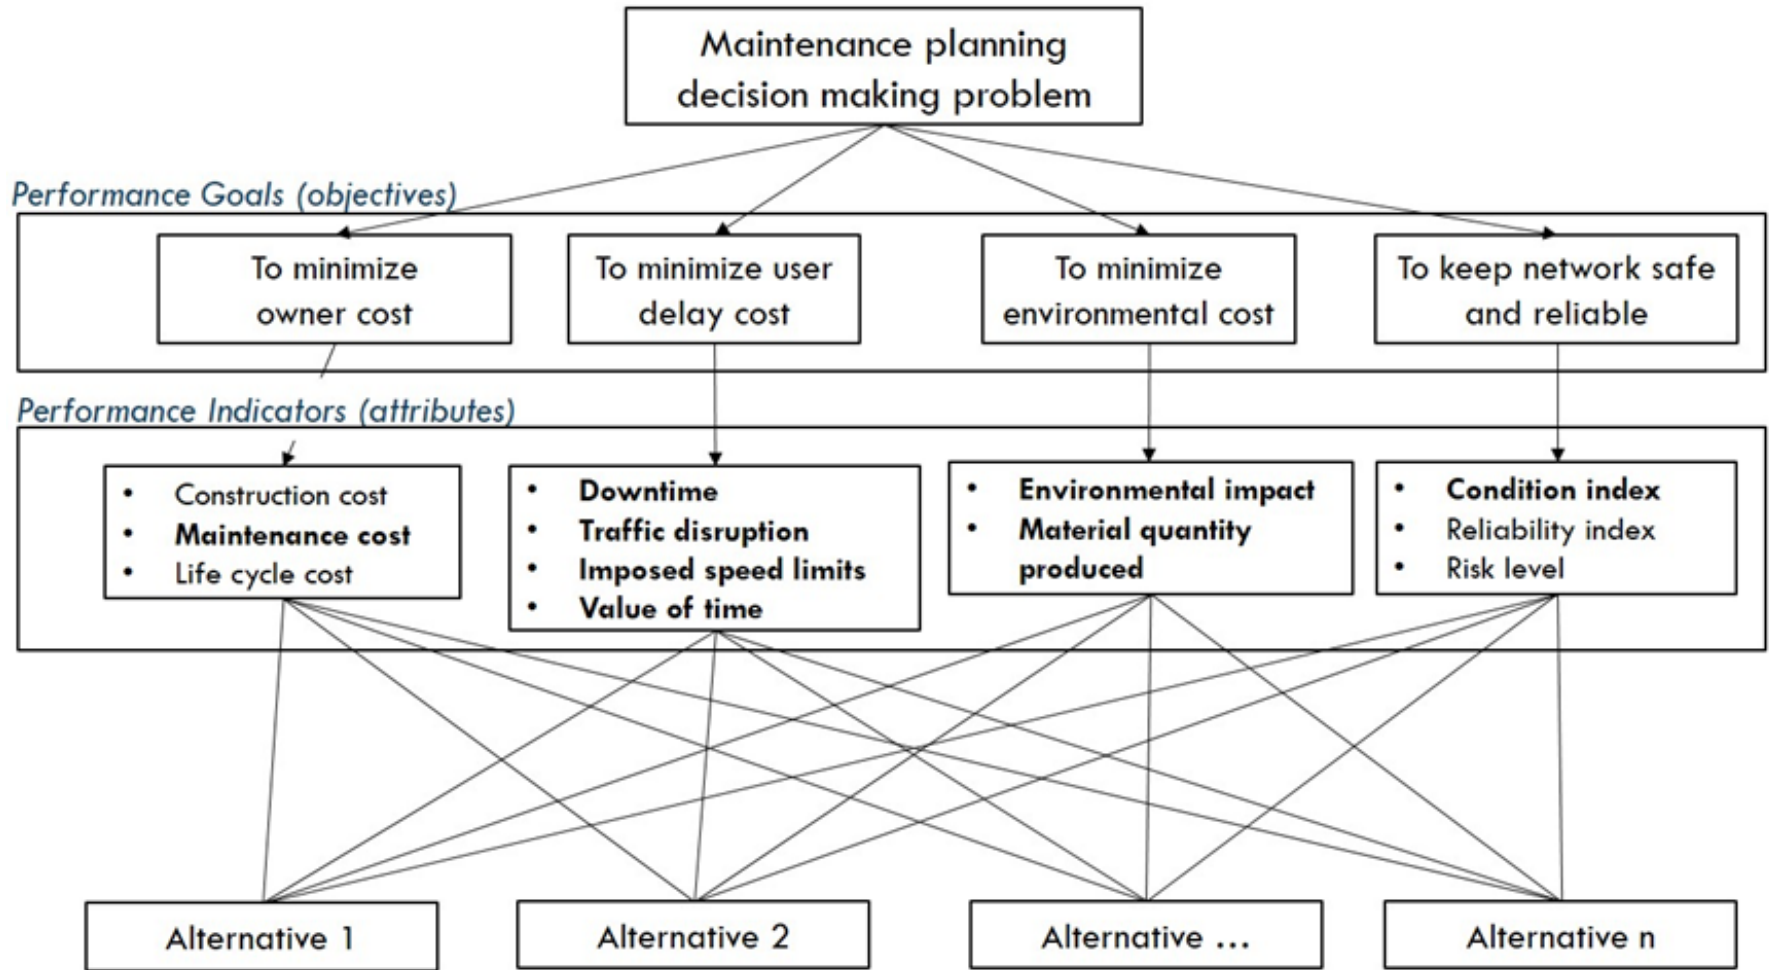 Maintenance planning
decision making problem
Performance Goals (objectives)
To minimize
owner cost
To minimize user
delay cost
To minimize
environmental cost
To keep network safe
and reliable
Performance Indicators (attributes)
• Construction cost
• Maintenance cost
• Life cycle cost
• Downtime
• Traffic disruption
• Imposed speed limits
• Value of time
• Environmental impact
• Material quantity
produced
• Condition index
• Reliability index
• Risk level
Alternative 1
Alternative 2
Alternative ...
Alternative n